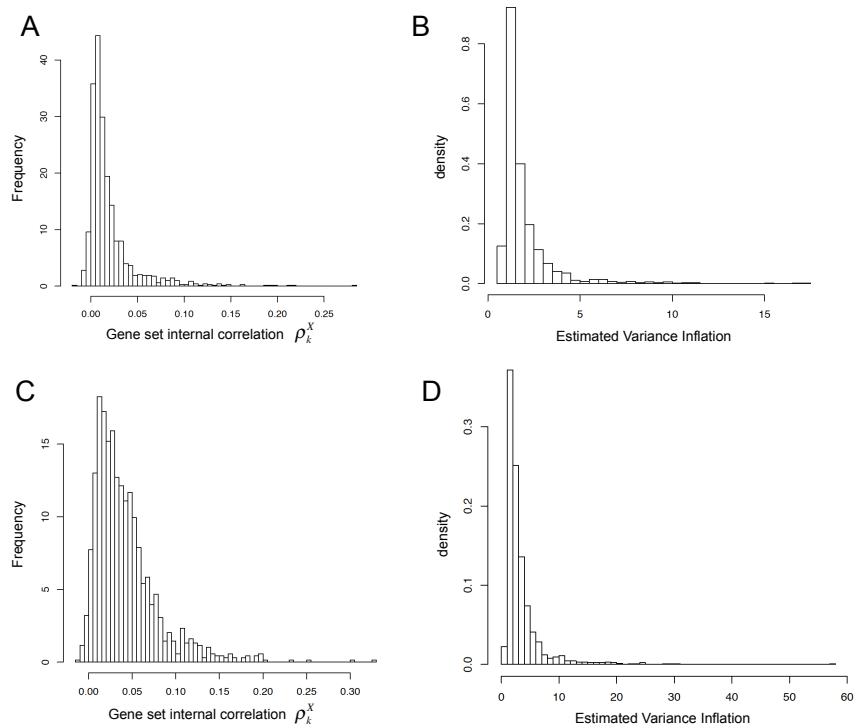 A
Frequency
0 10 20 30 40
0.00 0.05 0.10 0.15 0.20 0.25
Gene set internal correlation ρ_k^X
B
density
0.0 0.2 0.4 0.6 0.8
0 5 10 15
Estimated Variance Inflation
C
Frequency
0 5 10 15
0.00 0.05 0.10 0.15 0.20 0.25 0.30
Gene set internal correlation ρ_k^X
D
density
0.0 0.1 0.2 0.3
0 10 20 30 40 50 60
Estimated Variance Inflation